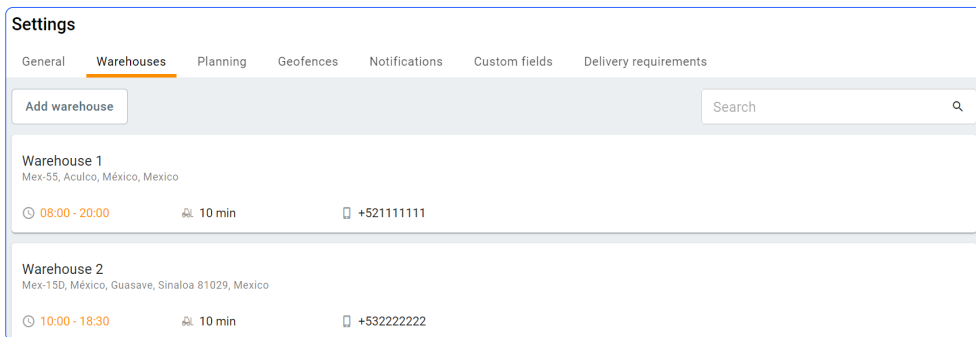 Settings
General Warehouses Planning Geofences Notifications Custom fields Delivery requirements
Add warehouse Search
Warehouse 1
Mex-55, Aculco, México, Mexico
08:00 - 20:00 10 min +521111111
Warehouse 2
Mex-15D, México, Guasave, Sinaloa 81029, Mexico
10:00 - 18:30 10 min +532222222